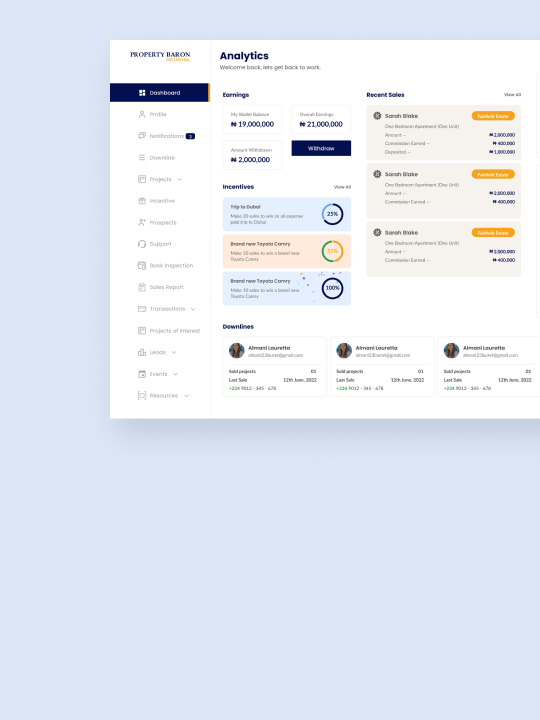 PROPERTY BARON
NETWORK
Dashboard
Profile
Notifications 3
Downline
Projects
Incentive
Prospects
Support
Book Inspection
Sales Report
Transactions
Projects of Interest
Leads
Events
Resources
Analytics
Welcome back, lets get back to work.
Earnings
My Wallet Balance
₦ 19,000,000
Overall Earnings
₦ 21,000,000
Amount Withdrawn
₦ 2,000,000
Withdraw
Incentives
View All
Trip to Dubai
Make 20 sales to win an all expense
paid trip to Dubai
25%
Brand new Toyota Camry
Make 10 sales to win a brand new
Toyota Camry
Brand new Toyota Camry
Make 10 sales to win a brand new
Toyota Camry
100%
Recent Sales
View All
Sarah Blake
Fairfield Estate
One Bedroom Apartment (One Unit)
Amount --
₦ 2,000,000
Commission Earned --
₦ 400,000
Deposited --
₦ 1,000,000
Sarah Blake
Fairfield Estate
One Bedroom Apartment (One Unit)
Amount --
₦ 2,000,000
Commission Earned --
₦ 400,000
Sarah Blake
Fairfield Estate
One Bedroom Apartment (One Unit)
Amount --
₦ 2,000,000
Commission Earned --
₦ 400,000
Downlines
Almani Lauretta
almani23lauret@gmail.com
Sold projects 01
Last Sale 12th June, 2022
+234 9012 - 345 - 678
Almani Lauretta
almani23lauret@gmail.com
Sold projects 01
Last Sale 12th June, 2022
+234 9012 - 345 - 678
Almani Lauretta
almani23lauret@gmail.com
Sold projects 01
Last Sale 12th June, 2022
+234 9012 - 345 - 678